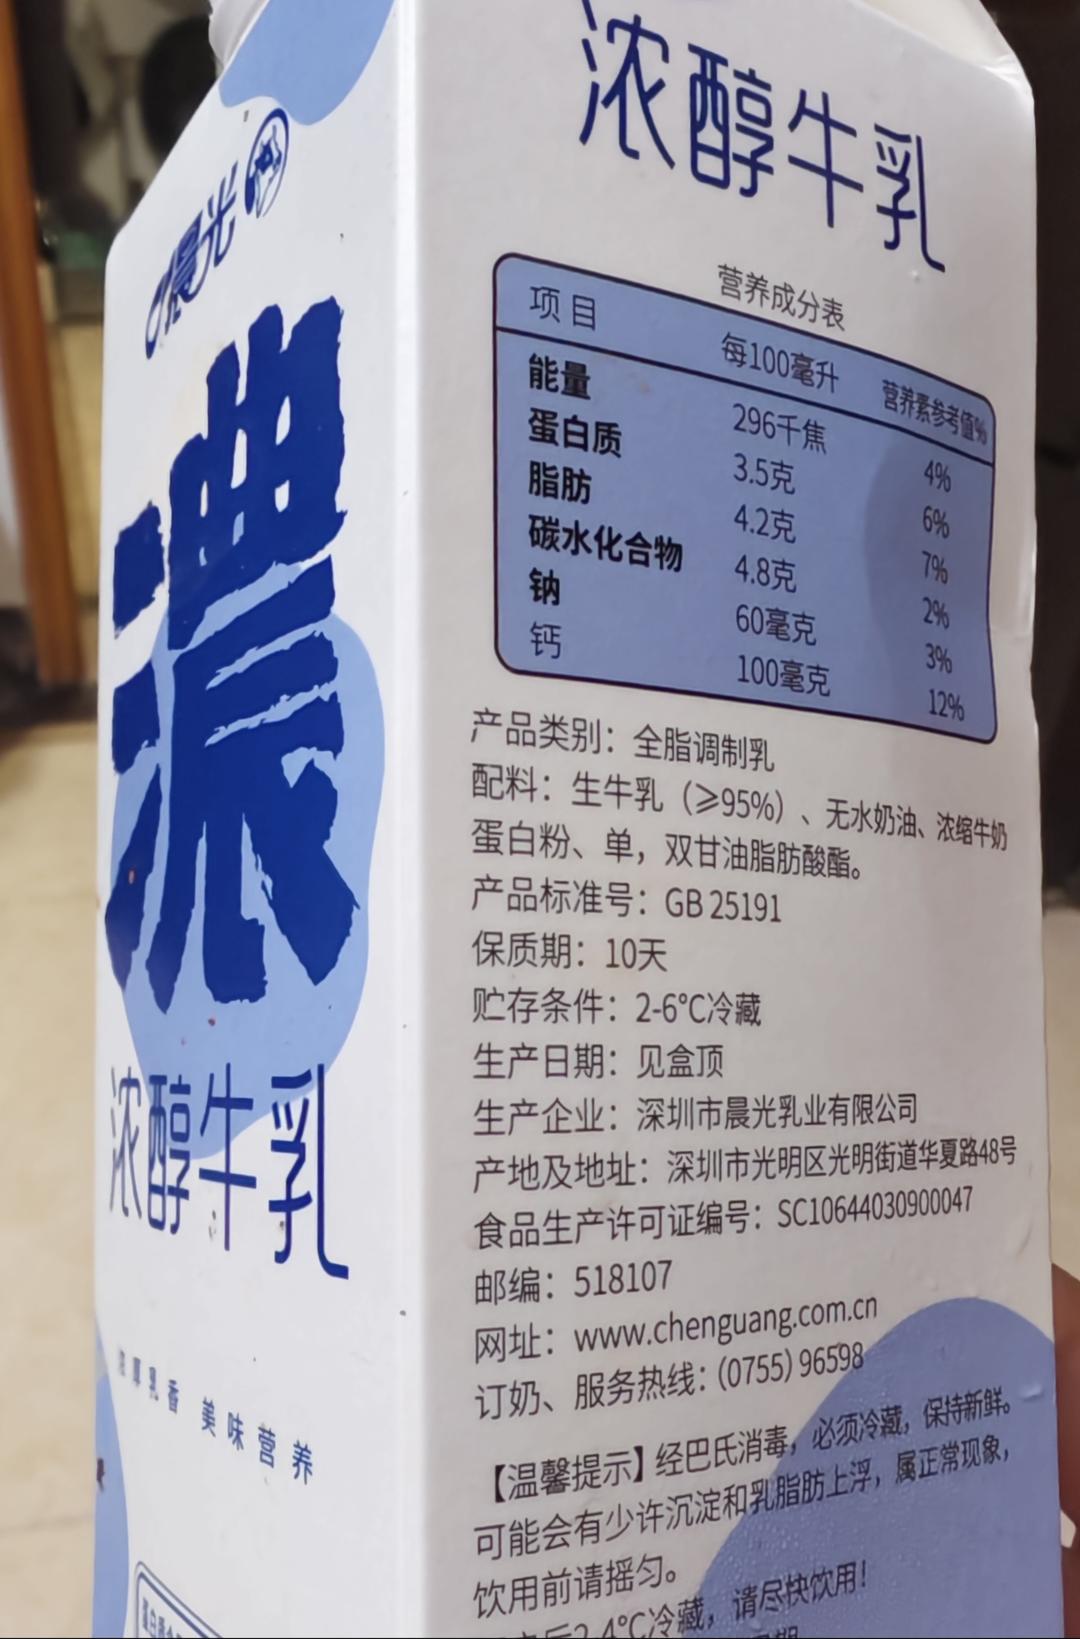 晨光
濃
浓醇牛乳
浓厚乳香 美味营养
浓醇牛乳
营养成分表
项目 每100毫升 营养素参考值%
能量 296千焦 4%
蛋白质 3.5克 6%
脂肪 4.2克 7%
碳水化合物 4.8克 2%
钠 60毫克 3%
钙 100毫克 12%
产品类别：全脂调制乳
配料：生牛乳（≥95%）、无水奶油、浓缩牛奶
蛋白粉、单，双甘油脂肪酸酯。
产品标准号：GB 25191
保质期：10天
贮存条件：2-6℃冷藏
生产日期：见盒顶
生产企业：深圳市晨光乳业有限公司
产地及地址：深圳市光明区光明街道华夏路48号
食品生产许可证编号：SC10644030900047
邮编：518107
网址：www.chenguang.com.cn
订奶、服务热线：(0755) 96598
【温馨提示】经巴氏消毒，必须冷藏，保持新鲜。
可能会有少许沉淀和乳脂肪上浮，属正常现象，
饮用前请摇匀。
2-4℃冷藏，请尽快饮用！